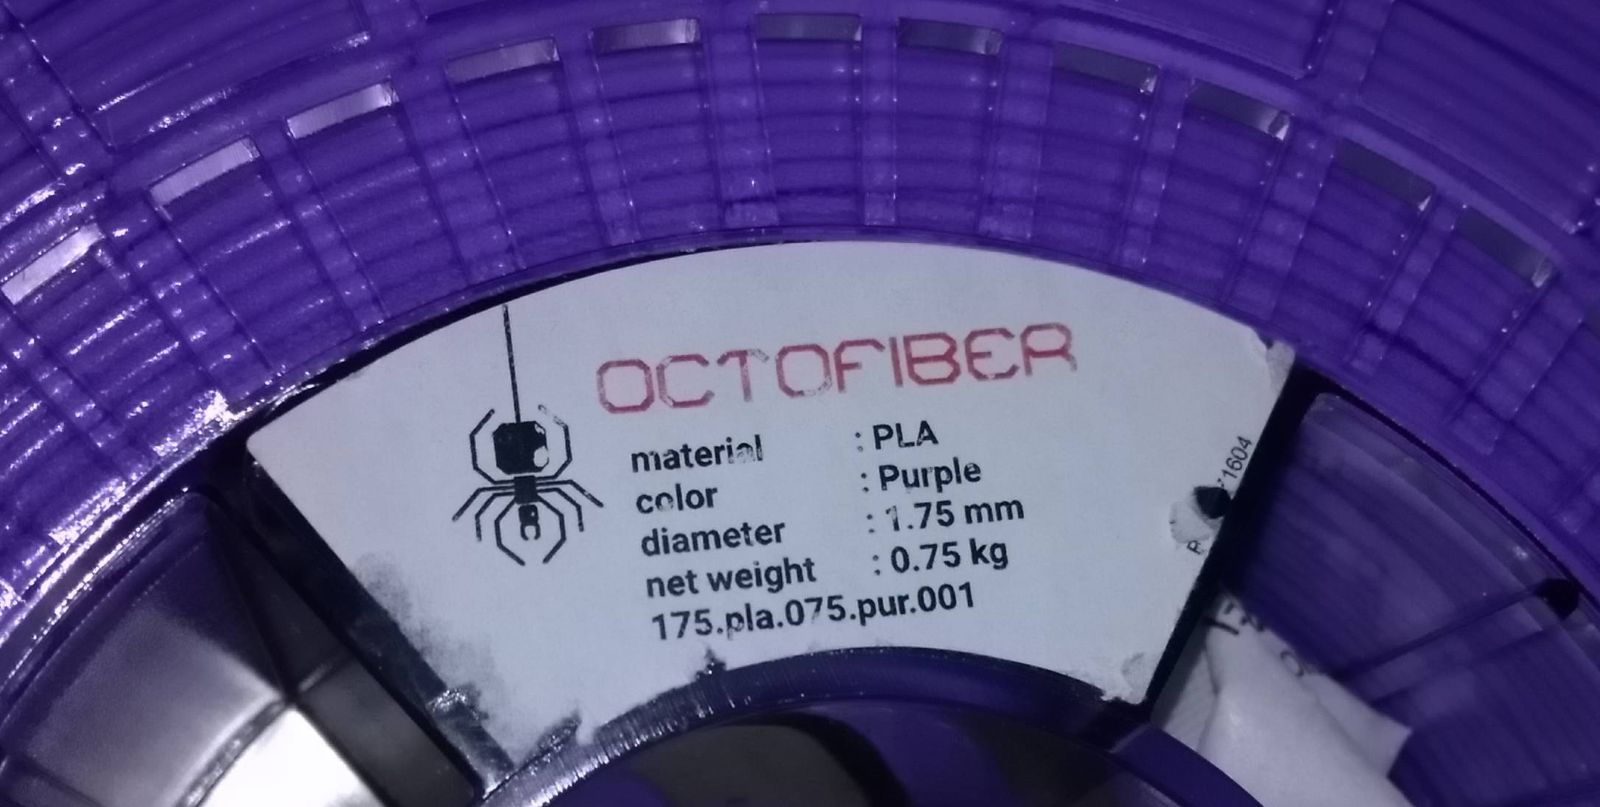 OCTOFIBER
material : PLA
color : Purple
diameter : 1.75 mm
net weight : 0.75 kg
175.pla.075.pur.001
1604